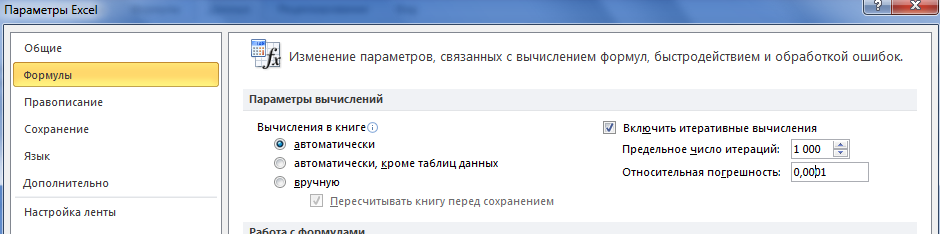 Параметры Excel
Общие
Формулы
Правописание
Сохранение
Язык
Дополнительно
Настройка ленты
Изменение параметров, связанных с вычислением формул, быстродействием и обработкой ошибок.
Параметры вычислений
Вычисления в книге
автоматически
автоматически, кроме таблиц данных
вручную
Пересчитывать книгу перед сохранением
Включить итеративные вычисления
Предельное число итераций: 1 000
Относительная погрешность: 0,0001
Работа с формулами